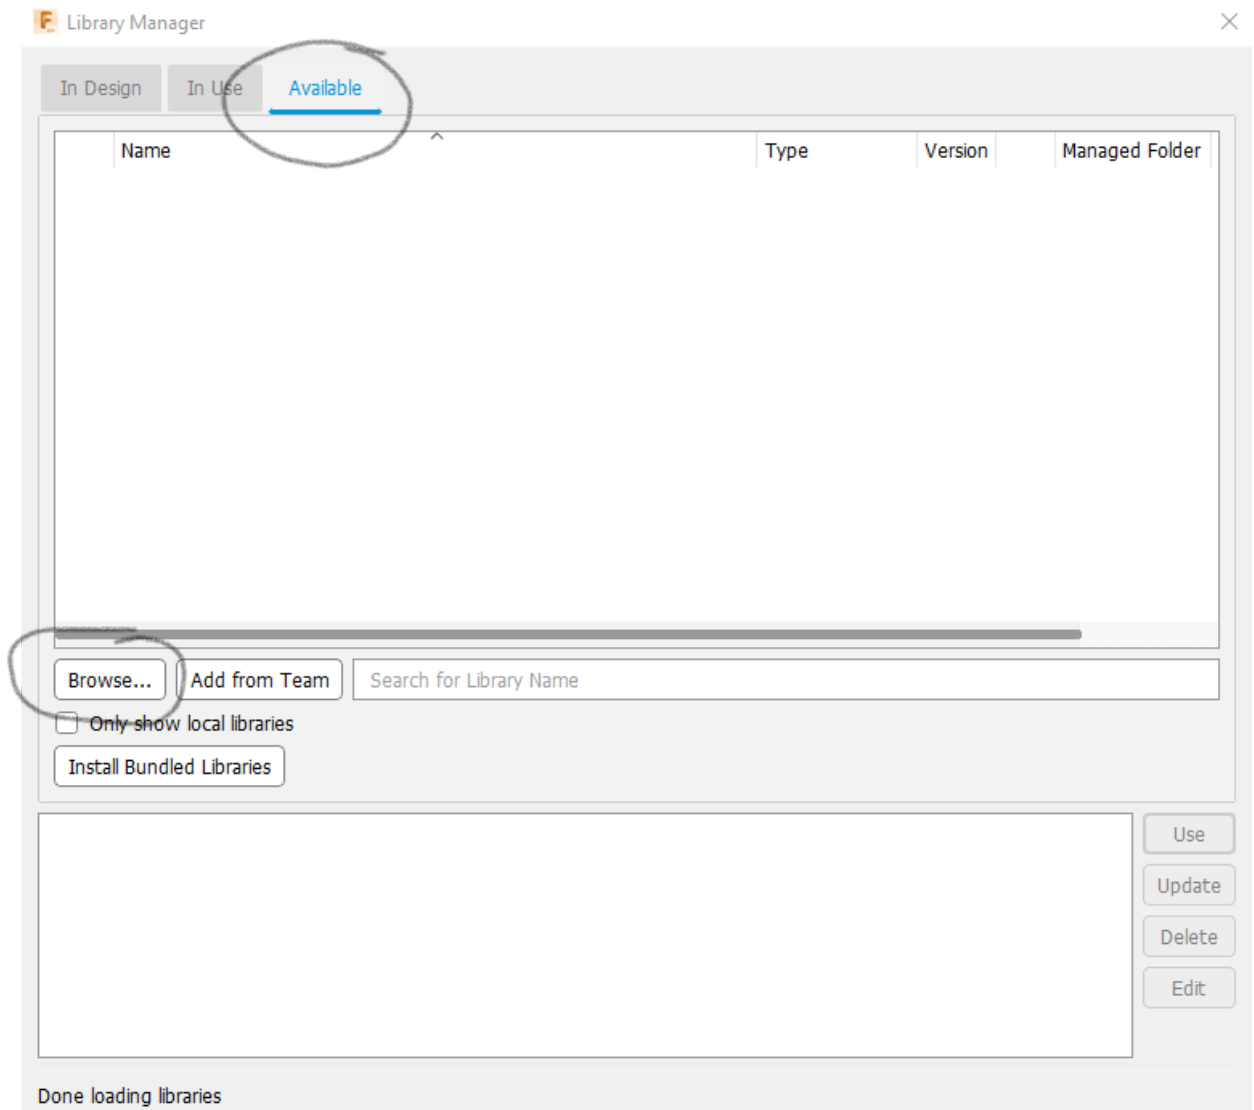 Library Manager
In Design In Use Available
Name Type Version Managed Folder
Browse... Add from Team Search for Library Name
Only show local libraries
Install Bundled Libraries
Use
Update
Delete
Edit
Done loading libraries